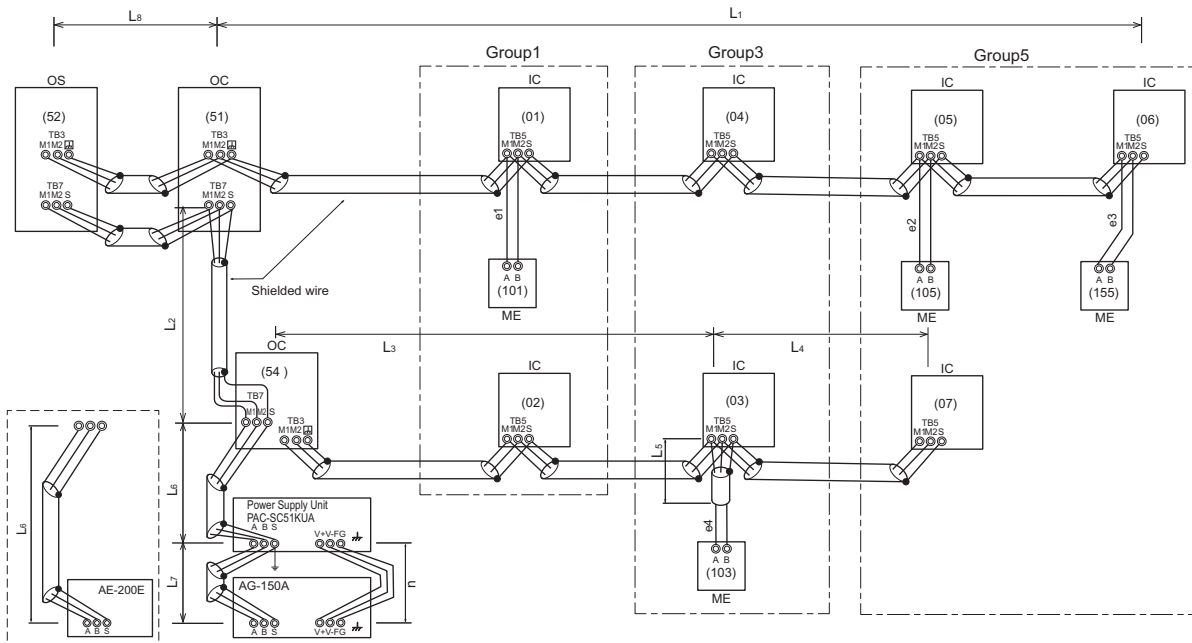 L8
L1
Group1
Group3
Group5
OS
OC
IC
IC
IC
IC
(52)
(51)
(01)
(04)
(05)
(06)
TB3
M1M2
TB3
M1M2
TB5
M1M2S
TB5
M1M2S
TB5
M1M2S
TB5
M1M2S
TB7
M1M2 S
TB7
M1M2 S
e1
e2
e3
Shielded wire
A B
(101)
ME
A B
(105)
ME
A B
(155)
ME
L2
L3
L4
OC
IC
IC
IC
(54 )
(02)
(03)
(07)
TB7
M1M2 S
TB3
M1M2
TB5
M1M2S
TB5
M1M2S
TB5
M1M2S
L5
L6
L6
e4
Power Supply Unit
PAC-SC51KUA
A B S
V+V-FG
A B
(103)
ME
L7
n
AE-200E
A B S
AG-150A
A B S
V+V-FG